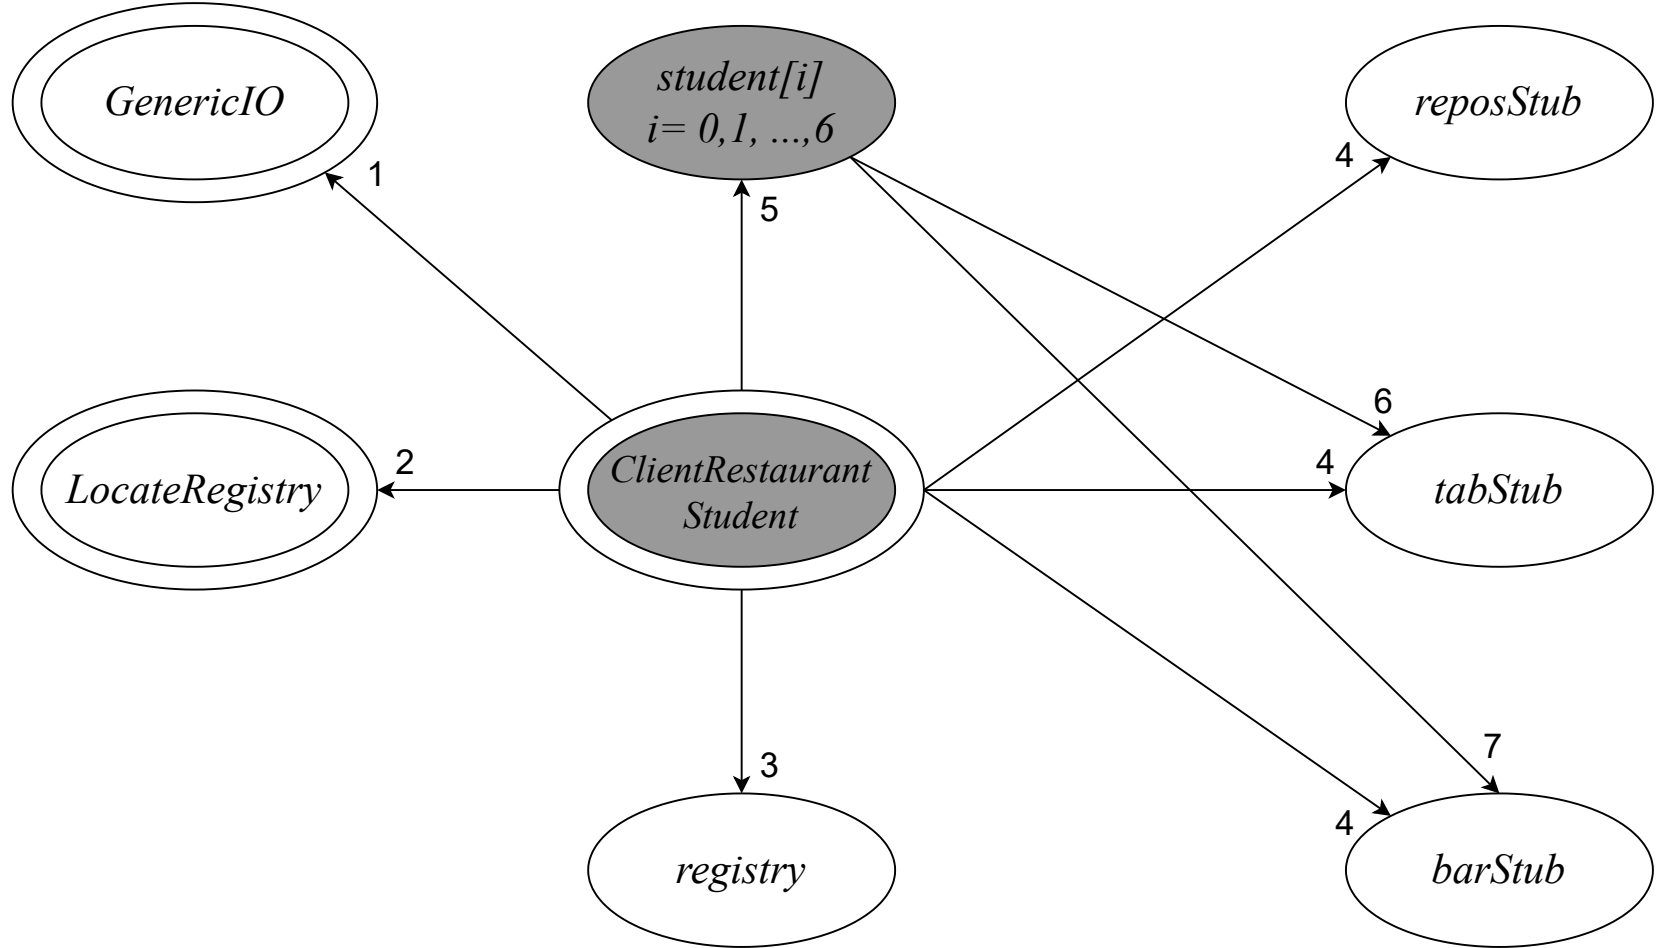 GenericIO
student[i]
i= 0,1, ...,6
reposStub
1
4
5
6
LocateRegistry
2
ClientRestaurant
Student
4
tabStub
3
7
4
registry
barStub